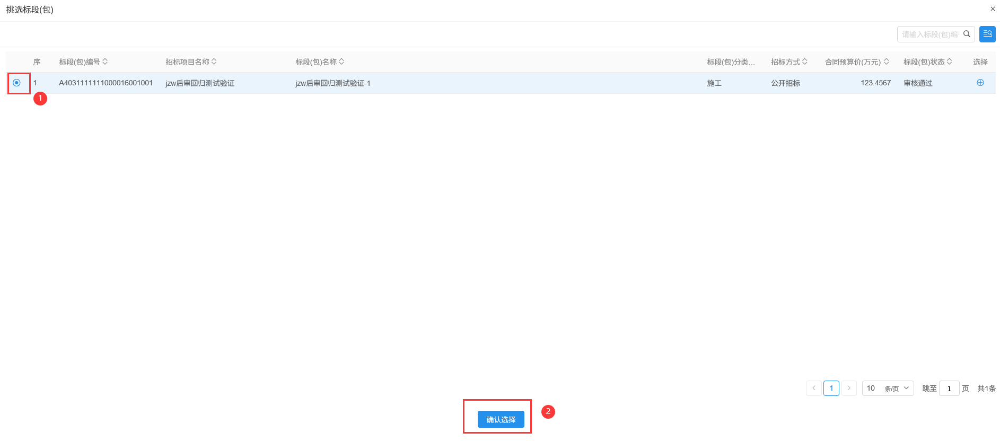 挑选标段(包)
请输入标段(包)编
序 标段(包)编号 招标项目名称 标段(包)名称 标段(包)分类... 招标方式 合同预算价(万元) 标段(包)状态 选择
1 A4031111111000016001001 jzw后审回归测试验证 jzw后审回归测试验证-1 施工 公开招标 123.4567 审核通过
1
1 10 条/页 跳至 1 页 共1条
确认选择
2